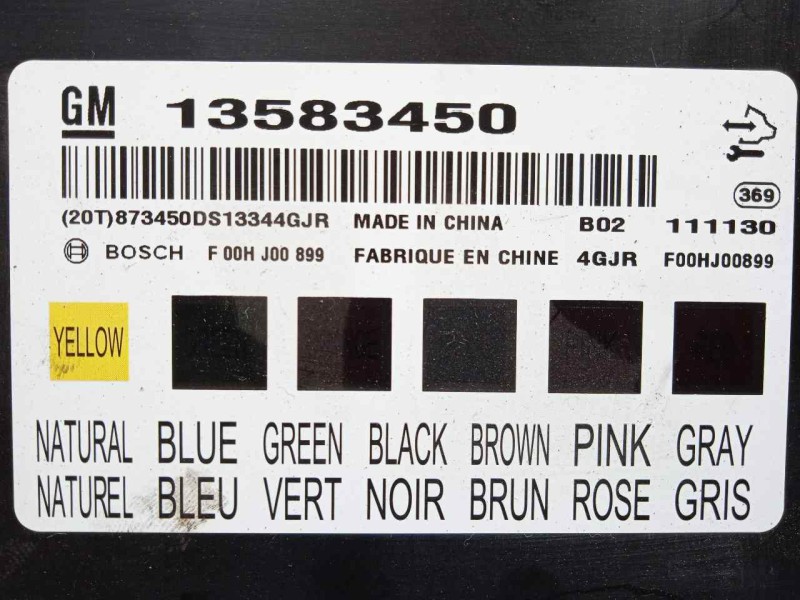 GM 13583450
369
(20T)873450DS13344GJR MADE IN CHINA B02 111130
BOSCH F 00H J00 899 FABRIQUE EN CHINE 4GJR F00HJ00899
YELLOW
NATURAL BLUE GREEN BLACK BROWN PINK GRAY
NATUREL BLEU VERT NOIR BRUN ROSE GRIS